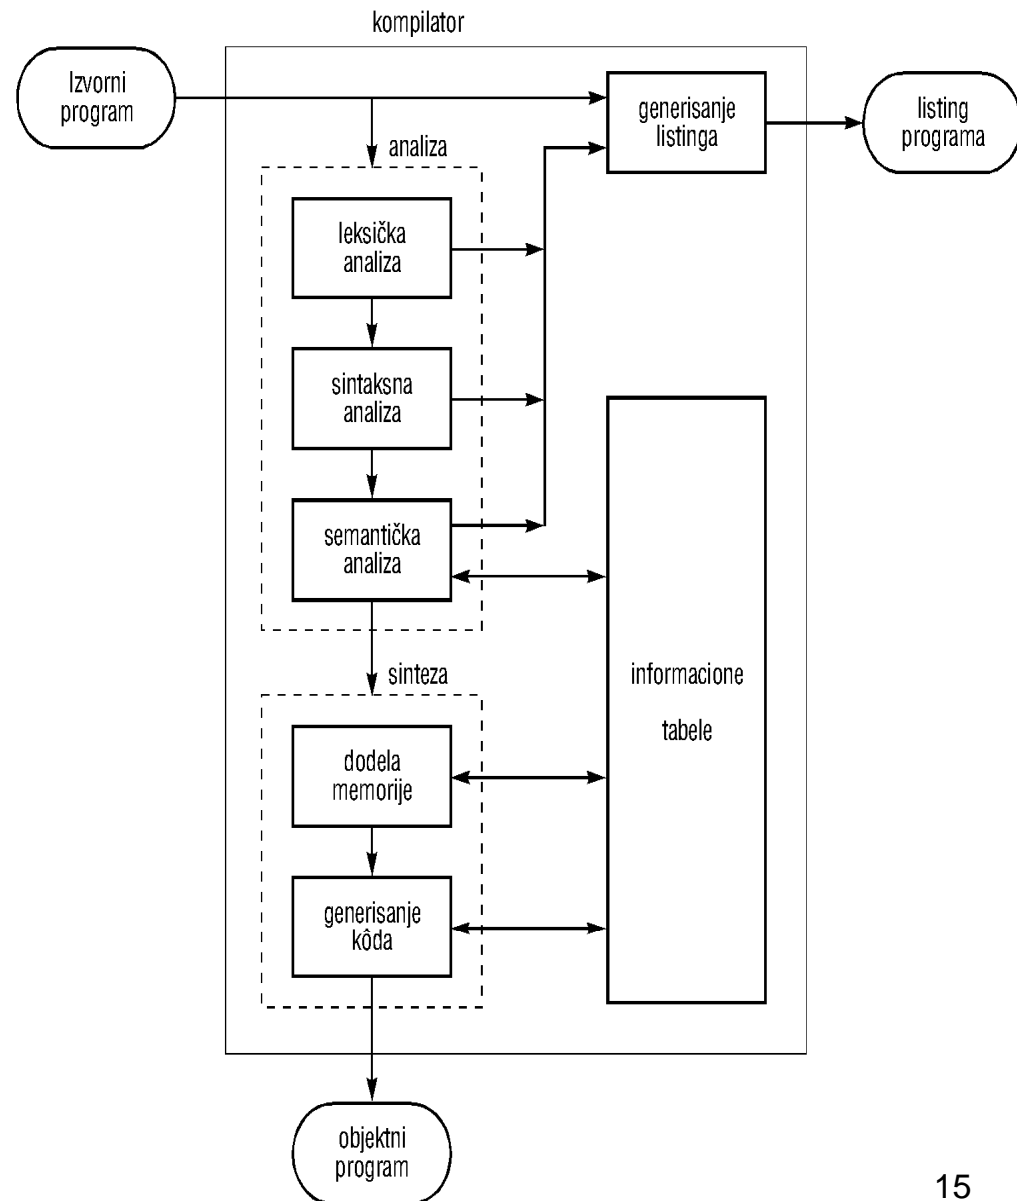 kompilator
Izvorni
program
generisanje
listinga
listing
programa
analiza
leksička
analiza
sintaksna
analiza
semantička
analiza
sinteza
informacione
tabele
dodela
memorije
generisanje
kôda
objektni
program
15